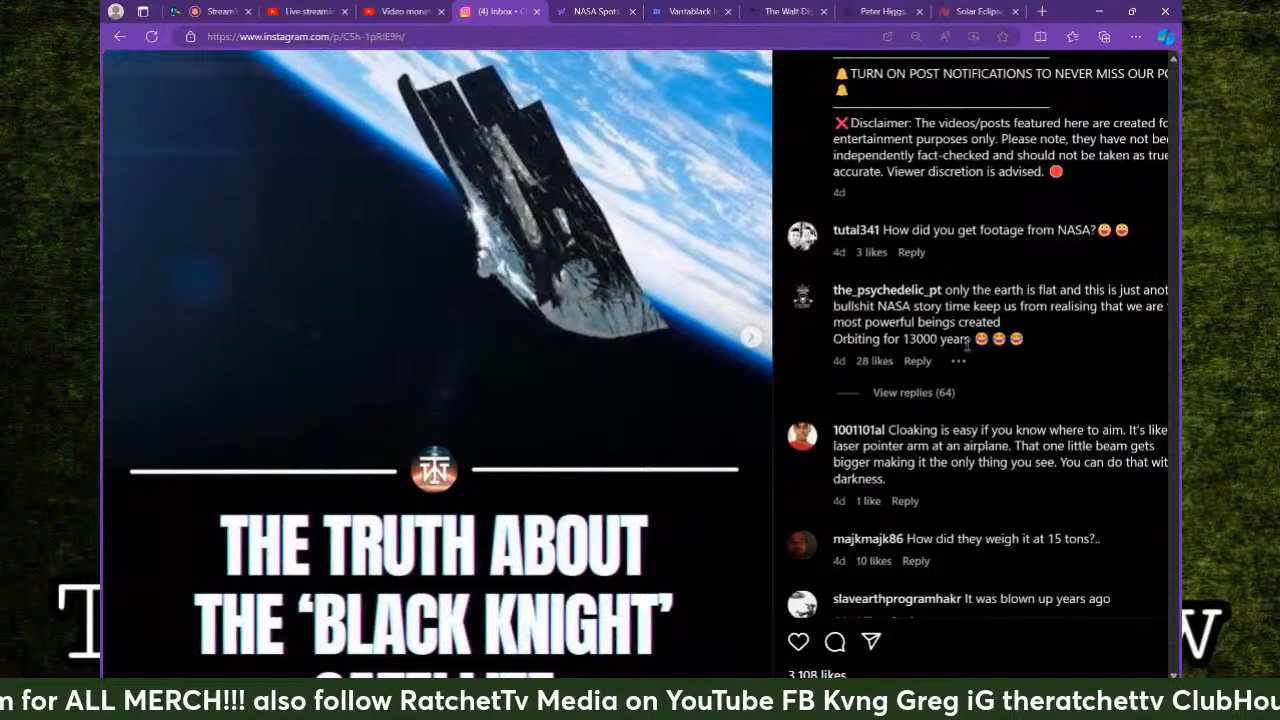 Stream
Live streami
Video mone
(4) Inbox • C
NASA Spots
Vantablack
The Walt Dis
Peter Higgs,
Solar Eclipse
https://www.instagram.com/p/C5h-1pRlE9h/
🔔TURN ON POST NOTIFICATIONS TO NEVER MISS OUR PO
🔔
❌Disclaimer: The videos/posts featured here are created fo
entertainment purposes only. Please note, they have not bee
independently fact-checked and should not be taken as true
accurate. Viewer discretion is advised. 🛑
4d
tutal341 How did you get footage from NASA?😀😀
4d 3 likes Reply
the_psychedelic_pt only the earth is flat and this is just anot
bullshit NASA story time keep us from realising that we are
most powerful beings created
Orbiting for 13000 years 😂😂😂
4d 28 likes Reply •••
View replies (64)
1001101al Cloaking is easy if you know where to aim. It's like
laser pointer arm at an airplane. That one little beam gets
bigger making it the only thing you see. You can do that wit
darkness.
4d 1 like Reply
majkmajk86 How did they weigh it at 15 tons?..
4d 10 likes Reply
slavearthprogramhakr It was blown up years ago
3,108 likes
THE TRUTH ABOUT
THE ‘BLACK KNIGHT’
SATELLITE
m for ALL MERCH!!! also follow RatchetTv Media on YouTube FB Kvng Greg iG theratchettv ClubHou